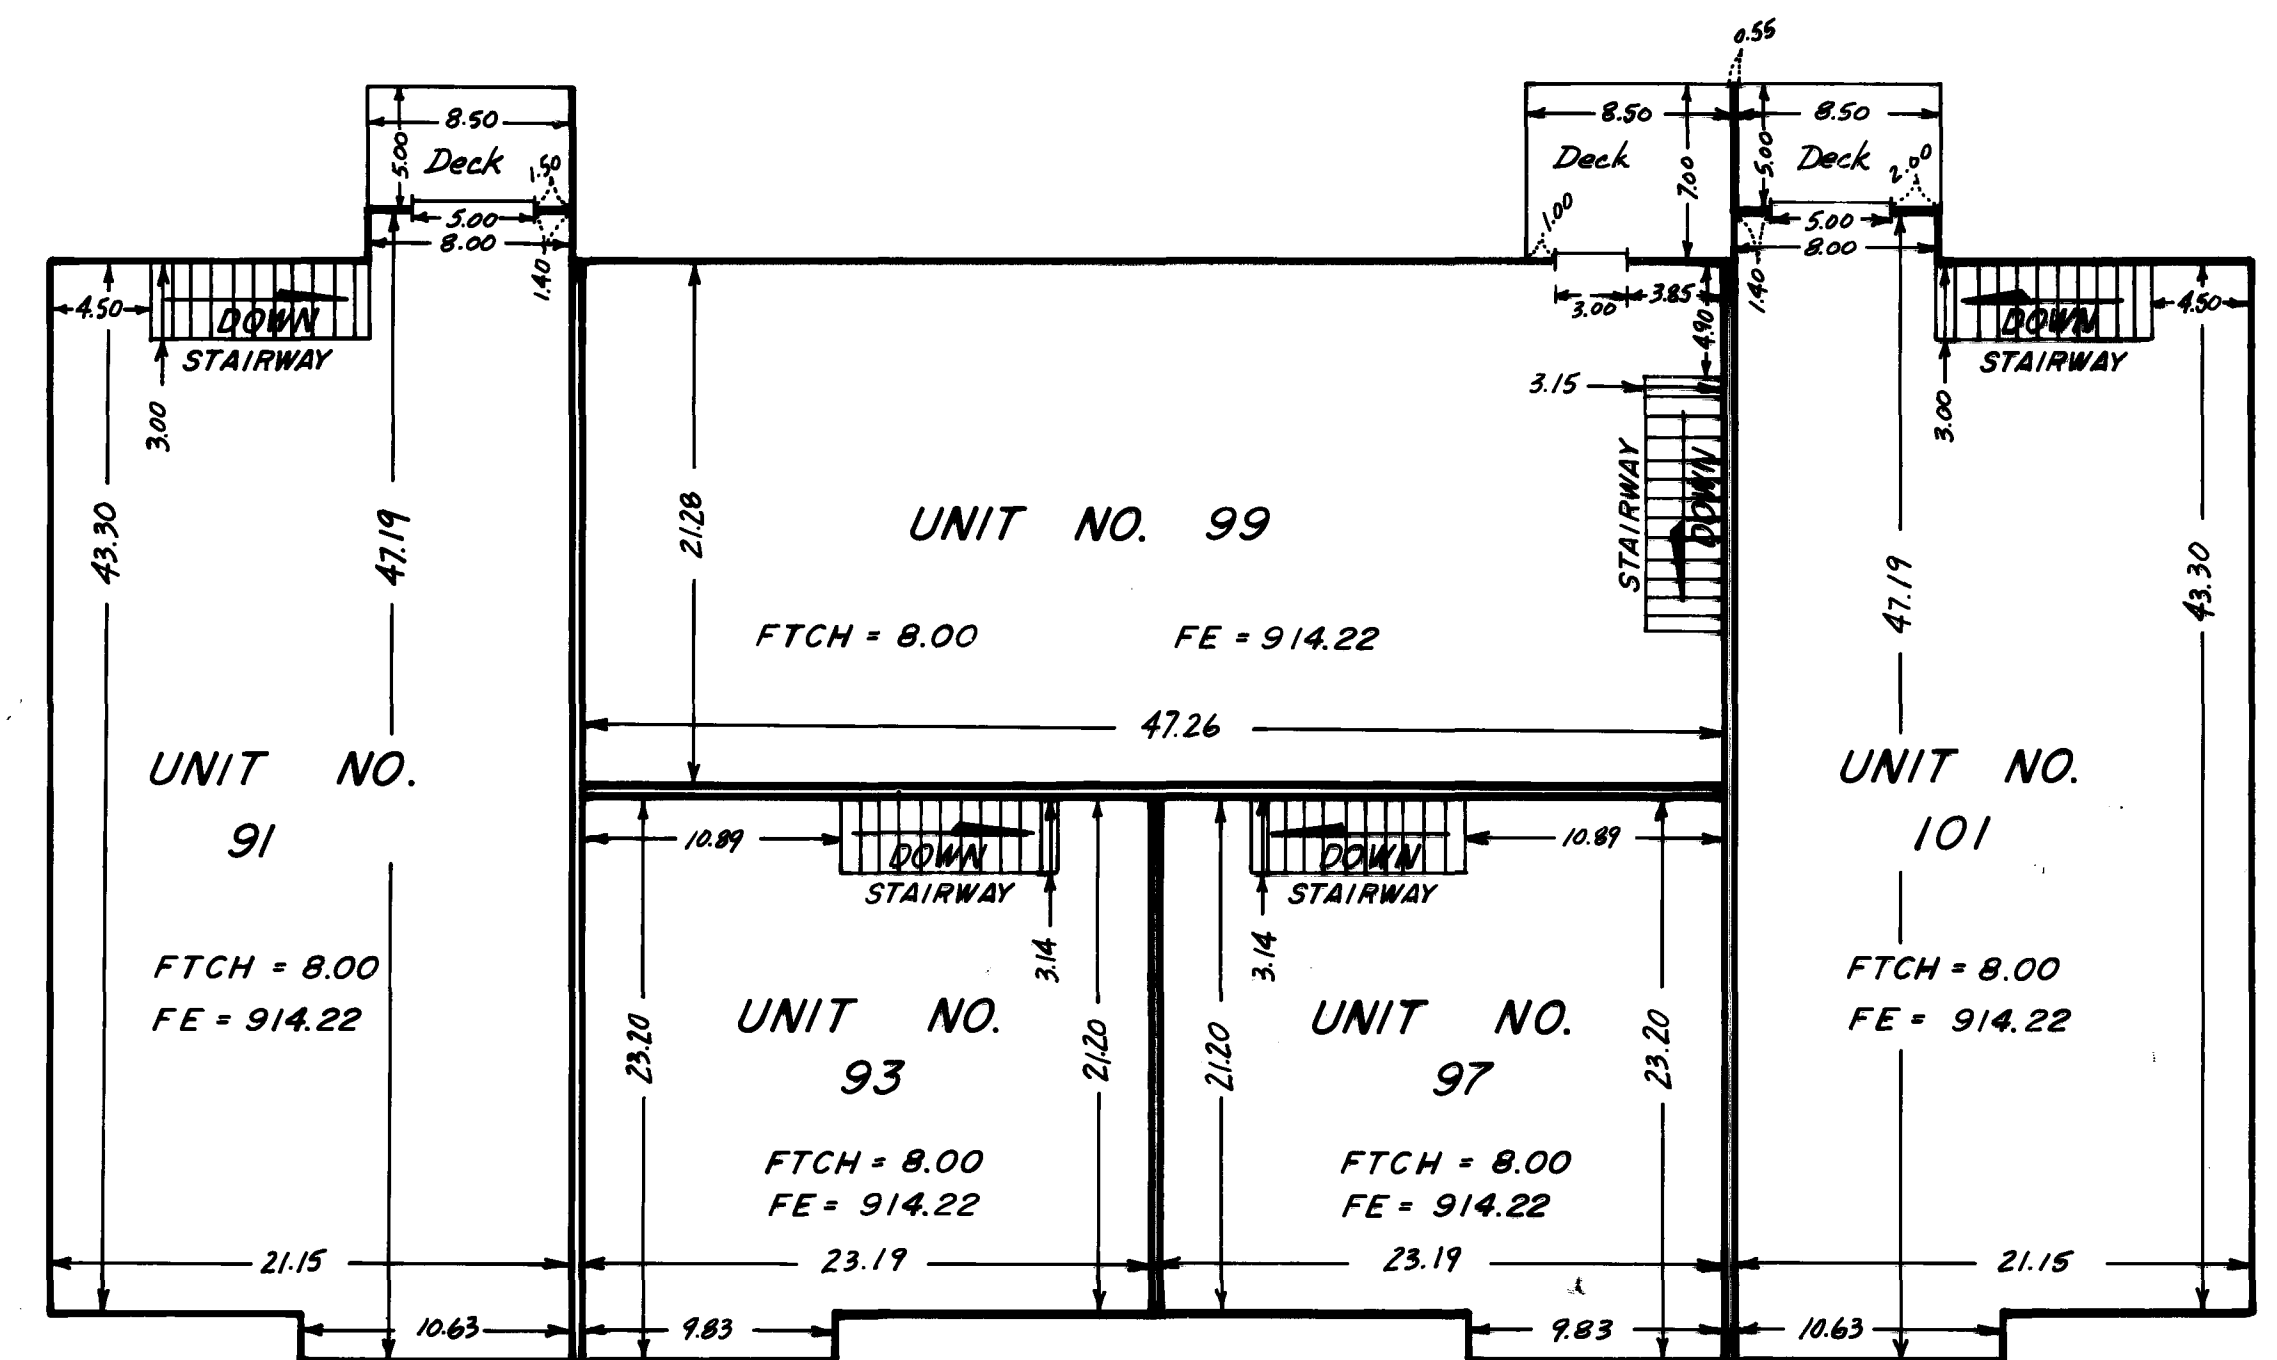 0.55
8.50
8.50
8.50
5.00
Deck
1.50
Deck
7.00
5.00
Deck
2.00
5.00
8.00
1.40
1.00
5.00
8.00
1.40
4.50
DOWN
STAIRWAY
3.00
3.00
3.85
4.90
3.15
STAIRWAY
DOWN
4.50
DOWN
STAIRWAY
3.00
43.30
47.19
21.28
UNIT NO. 99
47.19
43.30
FTCH = 8.00 FE = 914.22
47.26
UNIT NO.
91
UNIT NO.
101
10.89
DOWN
STAIRWAY
3.14
DOWN
STAIRWAY
3.14
10.89
FTCH = 8.00
FE = 914.22
23.20
UNIT NO.
93
21.20
21.20
UNIT NO.
97
23.20
FTCH = 8.00
FE = 914.22
FTCH = 8.00
FE = 914.22
FTCH = 8.00
FE = 914.22
21.15
23.19
23.19
21.15
10.63
9.83
9.83
10.63